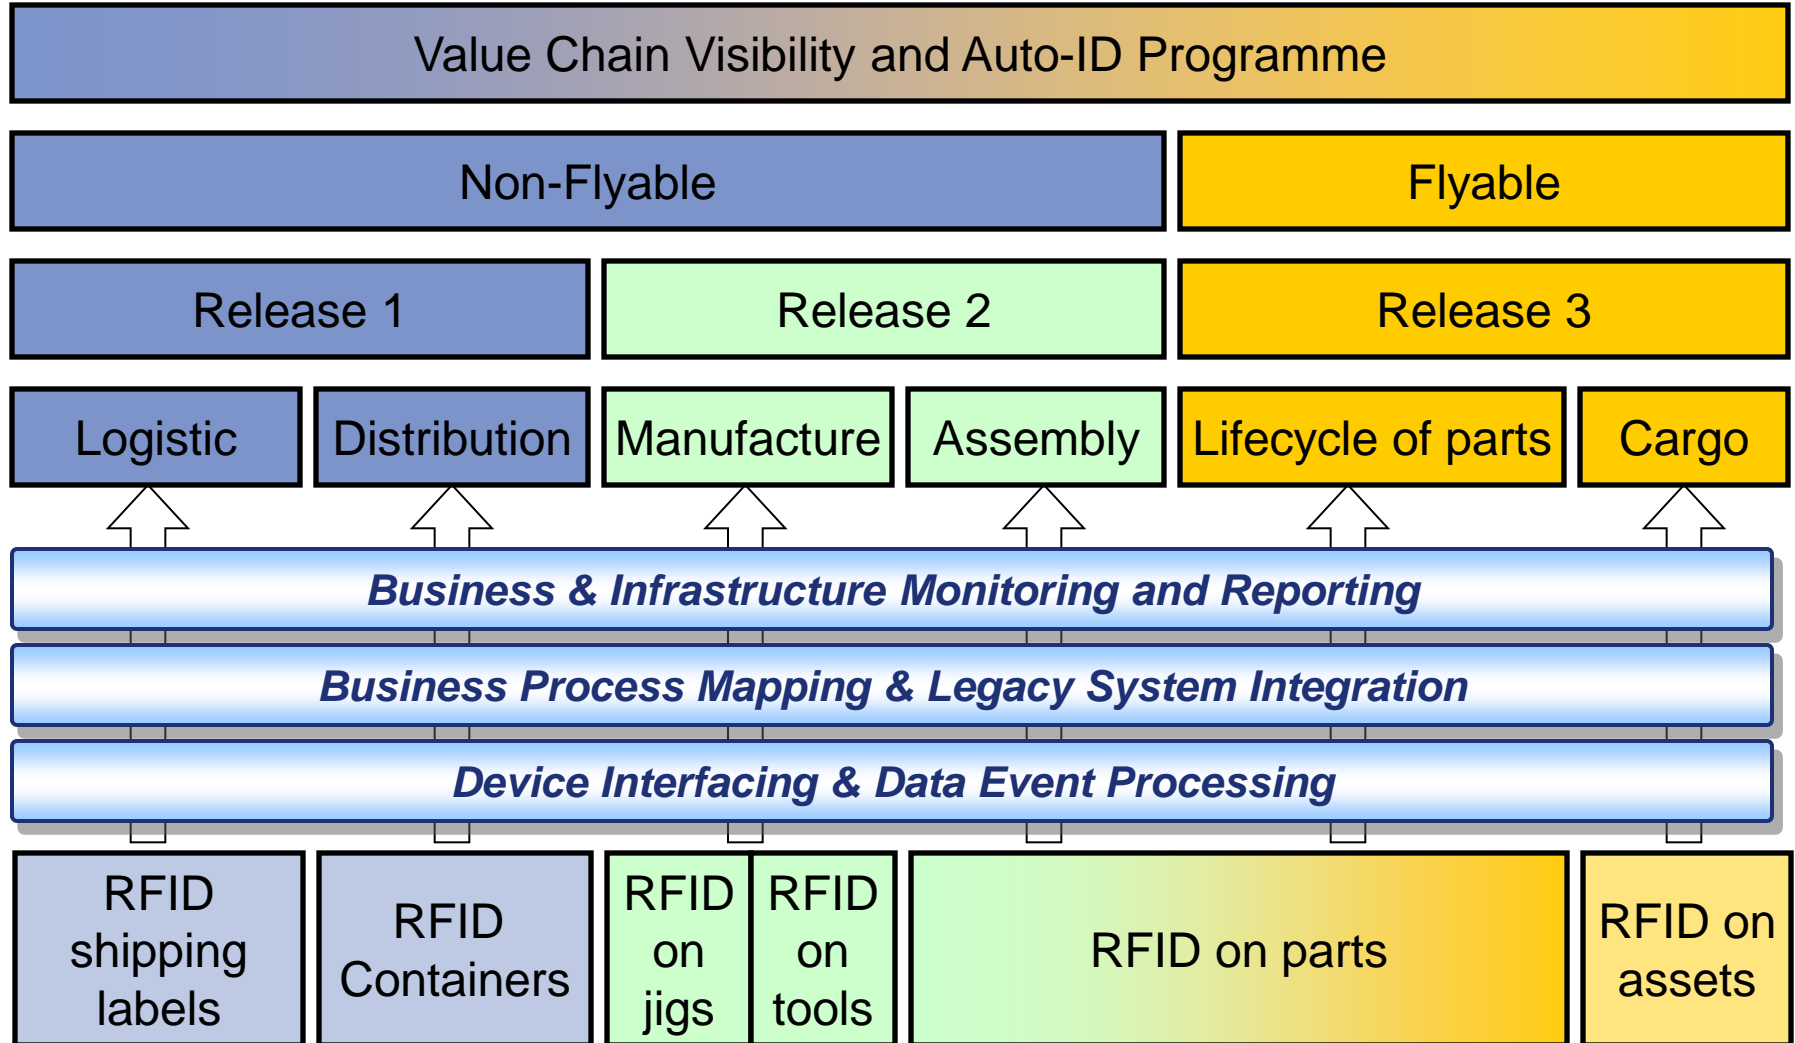 Value Chain Visibility and Auto-ID Programme
Non-Flyable
Flyable
Release 1
Release 2
Release 3
Logistic
Distribution
Manufacture
Assembly
Lifecycle of parts
Cargo
Business & Infrastructure Monitoring and Reporting
Business Process Mapping & Legacy System Integration
Device Interfacing & Data Event Processing
RFID
shipping
labels
RFID
Containers
RFID
on
jigs
RFID
on
tools
RFID on parts
RFID on
assets